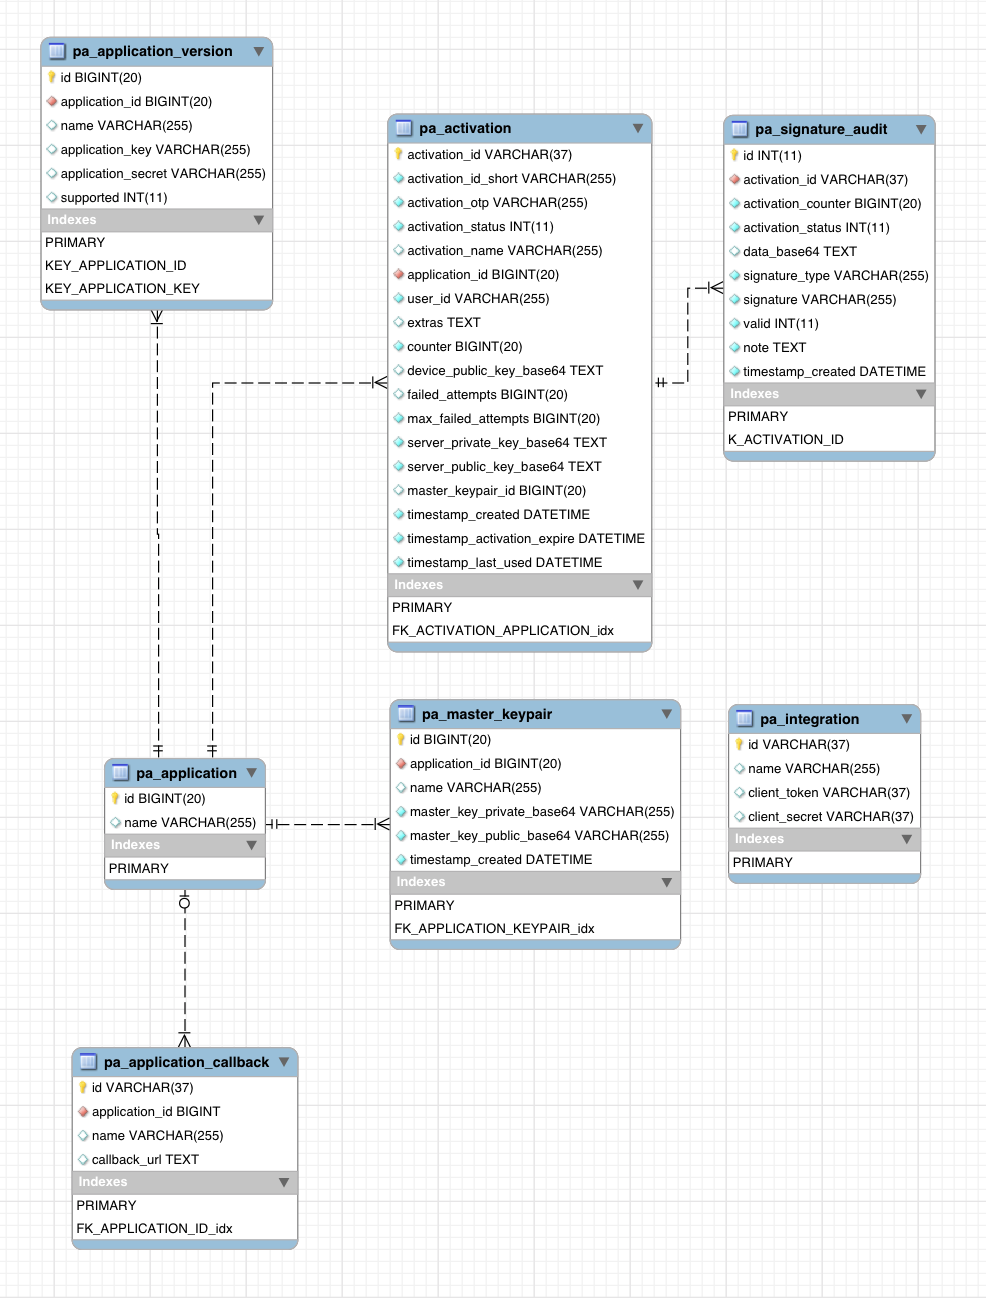 pa_application_version
id BIGINT(20)
application_id BIGINT(20)
name VARCHAR(255)
application_key VARCHAR(255)
application_secret VARCHAR(255)
supported INT(11)
Indexes
PRIMARY
KEY_APPLICATION_ID
KEY_APPLICATION_KEY
pa_activation
activation_id VARCHAR(37)
activation_id_short VARCHAR(255)
activation_otp VARCHAR(255)
activation_status INT(11)
activation_name VARCHAR(255)
application_id BIGINT(20)
user_id VARCHAR(255)
extras TEXT
counter BIGINT(20)
device_public_key_base64 TEXT
failed_attempts BIGINT(20)
max_failed_attempts BIGINT(20)
server_private_key_base64 TEXT
server_public_key_base64 TEXT
master_keypair_id BIGINT(20)
timestamp_created DATETIME
timestamp_activation_expire DATETIME
timestamp_last_used DATETIME
Indexes
PRIMARY
FK_ACTIVATION_APPLICATION_idx
pa_signature_audit
id INT(11)
activation_id VARCHAR(37)
activation_counter BIGINT(20)
activation_status INT(11)
data_base64 TEXT
signature_type VARCHAR(255)
signature VARCHAR(255)
valid INT(11)
note TEXT
timestamp_created DATETIME
Indexes
PRIMARY
K_ACTIVATION_ID
pa_application
id BIGINT(20)
name VARCHAR(255)
Indexes
PRIMARY
pa_master_keypair
id BIGINT(20)
application_id BIGINT(20)
name VARCHAR(255)
master_key_private_base64 VARCHAR(255)
master_key_public_base64 VARCHAR(255)
timestamp_created DATETIME
Indexes
PRIMARY
FK_APPLICATION_KEYPAIR_idx
pa_integration
id VARCHAR(37)
name VARCHAR(255)
client_token VARCHAR(37)
client_secret VARCHAR(37)
Indexes
PRIMARY
pa_application_callback
id VARCHAR(37)
application_id BIGINT
name VARCHAR(255)
callback_url TEXT
Indexes
PRIMARY
FK_APPLICATION_ID_idx